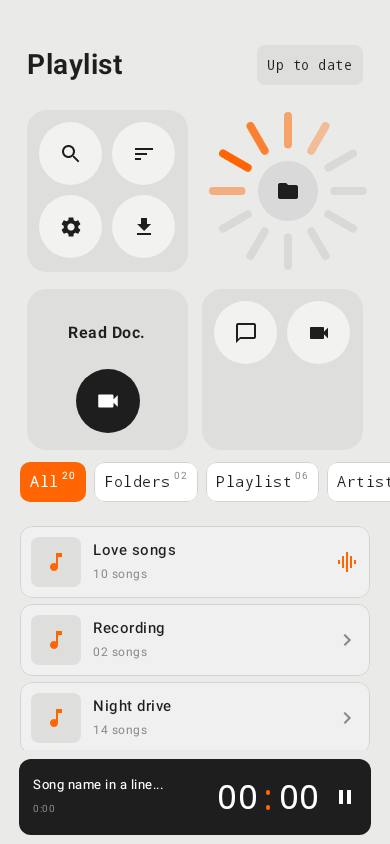 Playlist
Up to date
Read Doc.
All 20
Folders 02
Playlist 06
Artist
Love songs
10 songs
Recording
02 songs
Night drive
14 songs
Song name in a line...
0:00
00:00